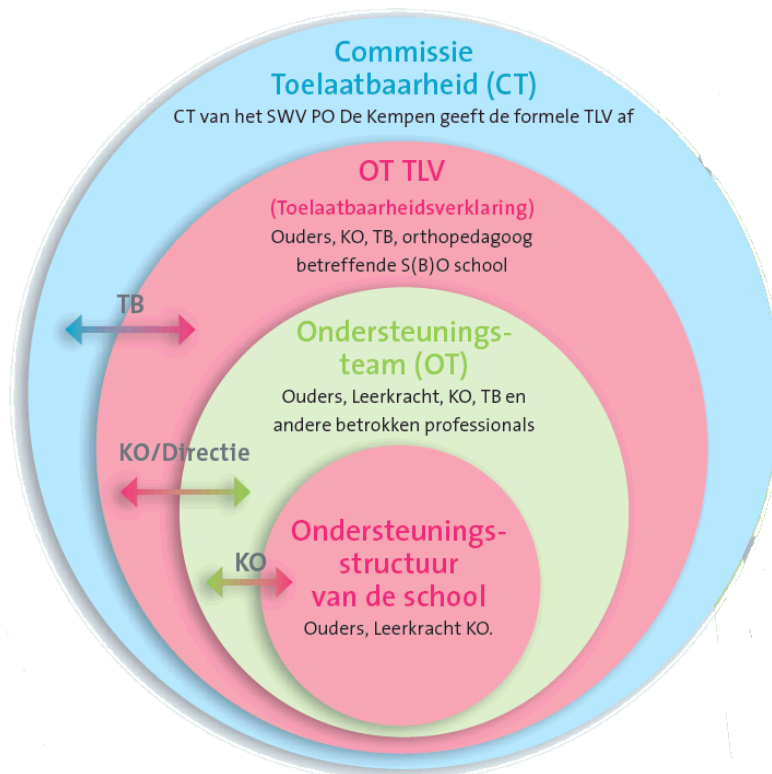 Commissie
Toelaatbaarheid (CT)
CT van het SWV PO De Kempen geeft de formele TLV af
OT TLV
(Toelaatbaarheidsverklaring)
Ouders, KO, TB, orthopedagoog
betreffende S(B)O school
TB
Ondersteunings-
team (OT)
Ouders, Leerkracht, KO, TB en
andere betrokken professionals
KO/Directie
Ondersteunings-
structuur
van de school
Ouders, Leerkracht KO.
KO